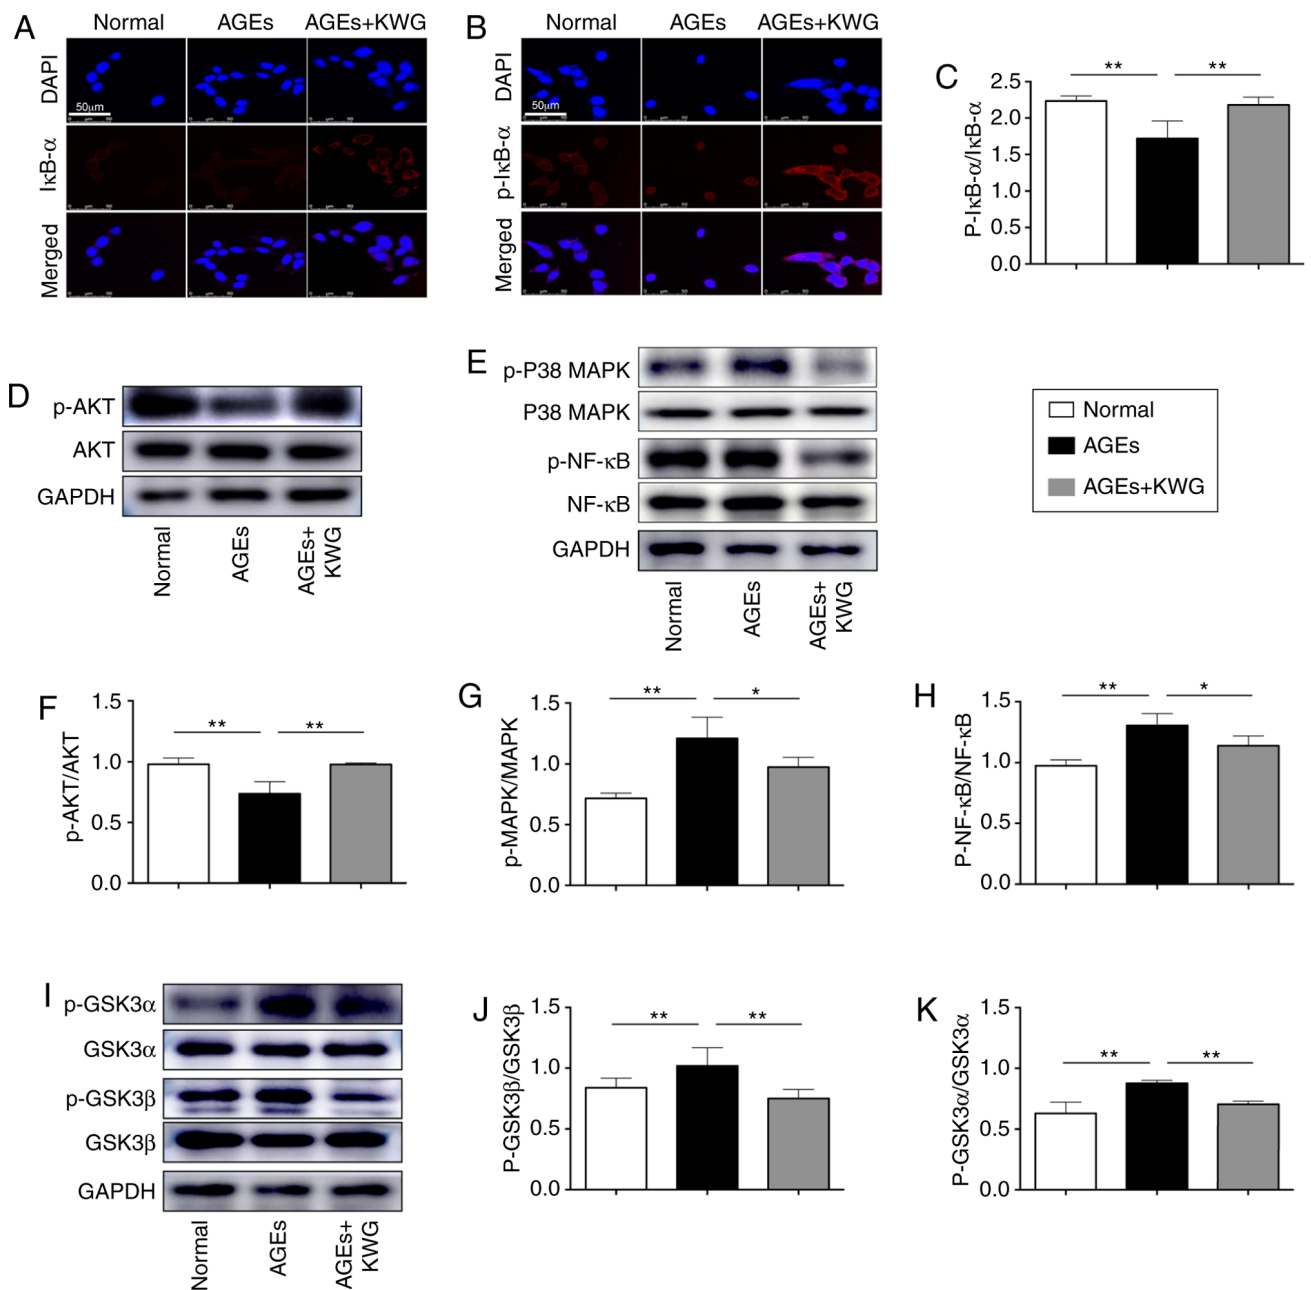 A
Normal
AGEs
AGEs+KWG
DAPI
50μm
IκB-α
Merged
B
Normal
AGEs
AGEs+KWG
DAPI
50μm
p-IκB-α
Merged
C
**
**
2.5
2.0
1.5
1.0
0.5
0.0
P-IκB-α/IκB-α
D
p-AKT
AKT
GAPDH
Normal
AGEs
AGEs+
KWG
E
p-P38 MAPK
P38 MAPK
p-NF-κB
NF-κB
GAPDH
Normal
AGEs
AGEs+
KWG
Normal
AGEs
AGEs+KWG
F
**
**
1.5
1.0
0.5
0.0
p-AKT/AKT
G
**
*
1.5
1.0
0.5
0.0
p-MAPK/MAPK
H
**
*
1.5
1.0
0.5
0.0
P-NF-κB/NF-κB
I
p-GSK3α
GSK3α
p-GSK3β
GSK3β
GAPDH
Normal
AGEs
AGEs+
KWG
J
**
**
1.5
1.0
0.5
0.0
P-GSK3β/GSK3β
K
**
**
1.5
1.0
0.5
0.0
P-GSK3α/GSK3α